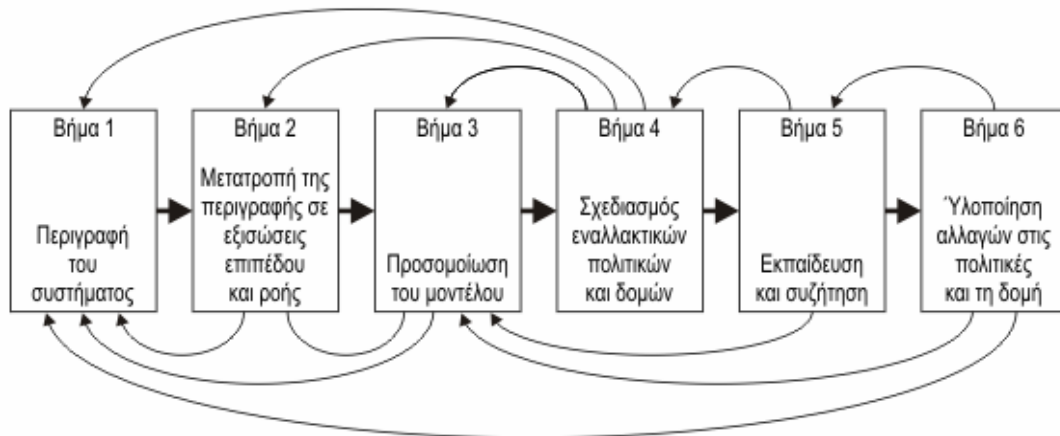 Βήμα 1
Περιγραφή
του
συστήματος
Βήμα 2
Μετατροπή της
περιγραφής σε
εξισώσεις
επιπέδου
και ροής
Βήμα 3
Προσομοίωση
του μοντέλου
Βήμα 4
Σχεδιασμός
εναλλακτικών
πολιτικών
και δομών
Βήμα 5
Εκπαίδευση
και συζήτηση
Βήμα 6
Ύλοποίηση
αλλαγών στις
πολιτικές
και τη δομή